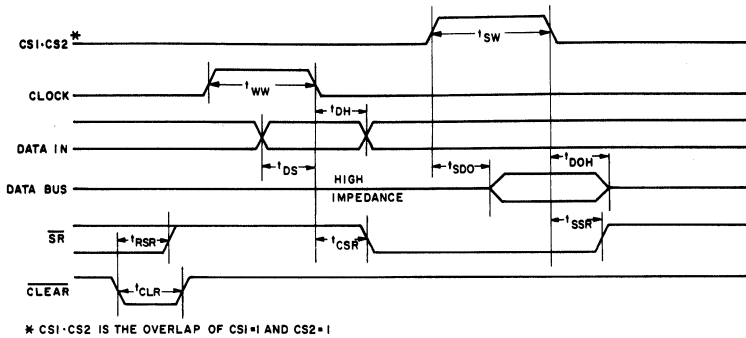 CS1·CS2*
tSW
CLOCK
tWW
tDH
DATA IN
tDS
tSDO
tDOH
DATA BUS
HIGH
IMPEDANCE
SR
tRSR
tCSR
tSSR
CLEAR
tCLR
* CS1·CS2 IS THE OVERLAP OF CS1=1 AND CS2=1